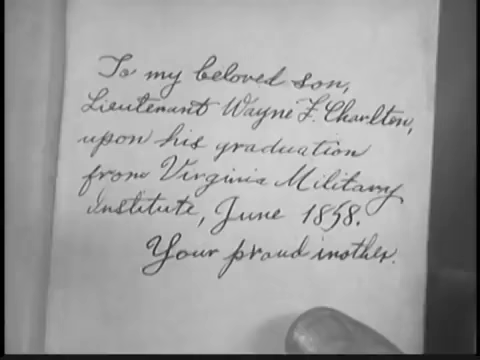 To my beloved son,
Lieutenant Wayne F. Charlton,
upon his graduation
from Virginia Military
Institute, June 1858.
Your proud mother.